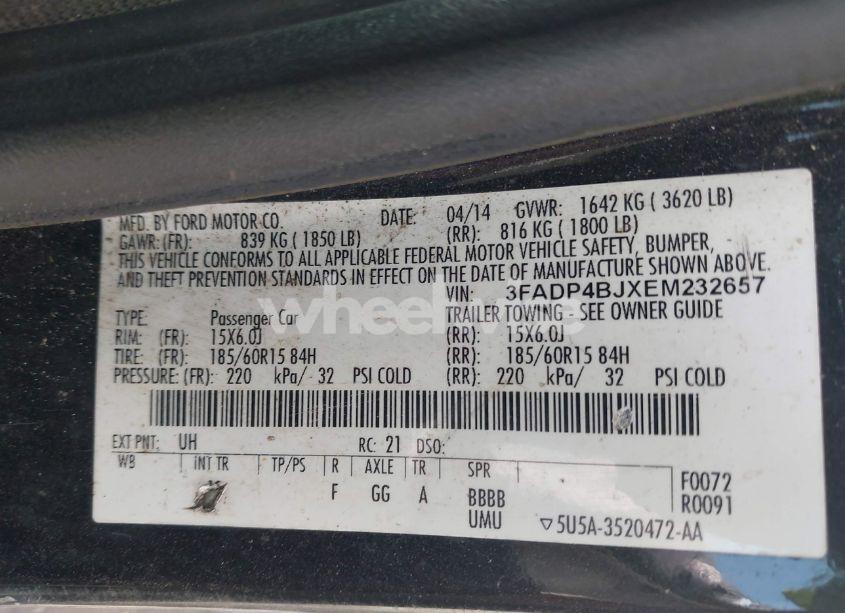 MFD. BY FORD MOTOR CO. DATE: 04/14 GVWR: 1642 KG ( 3620 LB)
GAWR: (FR): 839 KG ( 1850 LB) (RR): 816 KG ( 1800 LB)
THIS VEHICLE CONFORMS TO ALL APPLICABLE FEDERAL MOTOR VEHICLE SAFETY, BUMPER,
AND THEFT PREVENTION STANDARDS IN EFFECT ON THE DATE OF MANUFACTURE SHOWN ABOVE.
VIN: 3FADP4BJXEM232657
TYPE: Passenger Car TRAILER TOWING - SEE OWNER GUIDE
RIM: (FR): 15X6.0J (RR): 15X6.0J
TIRE: (FR): 185/60R15 84H (RR): 185/60R15 84H
PRESSURE: (FR): 220 kPa/ 32 PSI COLD (RR): 220 kPa/ 32 PSI COLD
EXT PNT: UH RC: 21 DSO:
WB INT TR TP/PS R AXLE TR SPR
F GG A BBBB
UMU
F0072
R0091
5U5A-3520472-AA
wheelwire